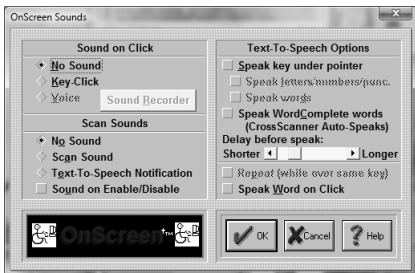 OnScreen Sounds
Sound on Click
No Sound
Key-Click
Voice
Sound Recorder
Scan Sounds
No Sound
Scan Sound
Text-To-Speech Notification
Sound on Enable/Disable
OnScreen™
Text-To-Speech Options
Speak key under pointer
Speak letters/numbers/punc.
Speak words
Speak WordComplete words
(CrossScanner Auto-Speaks)
Delay before speak:
Shorter Longer
Repeat (while over same key)
Speak Word on Click
OK Cancel Help